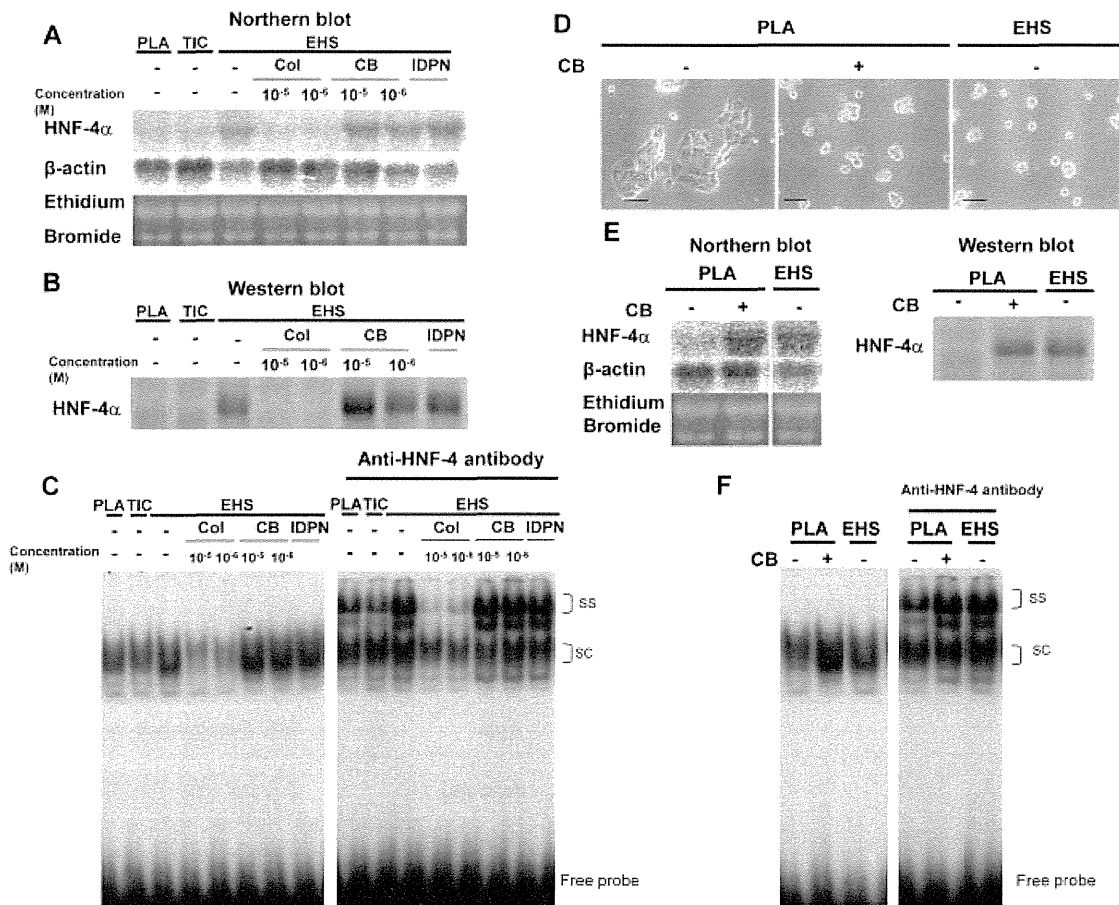 A
Northern blot
PLA TIC EHS
- - - Col CB IDPN
Concentration (M) - - - 10-5 10-6 10-5 10-6
HNF-4α
β-actin
Ethidium
Bromide
B
Western blot
PLA TIC EHS
- - - Col CB IDPN
Concentration (M) - - - 10-5 10-6 10-5 10-6
HNF-4α
C
Anti-HNF-4 antibody
PLA TIC EHS PLA TIC EHS
- - - Col CB IDPN - - - Col CB IDPN
Concentration (M) - - - 10-5 10-6 10-5 10-6 - - - 10-5 10-6 10-5 10-6
SS
SC
Free probe
D
PLA EHS
CB - + -
E
Northern blot
PLA EHS
CB - + -
HNF-4α
β-actin
Ethidium
Bromide
Western blot
PLA EHS
CB - + -
HNF-4α
F
Anti-HNF-4 antibody
PLA EHS PLA EHS
CB - + - - + -
SS
SC
Free probe